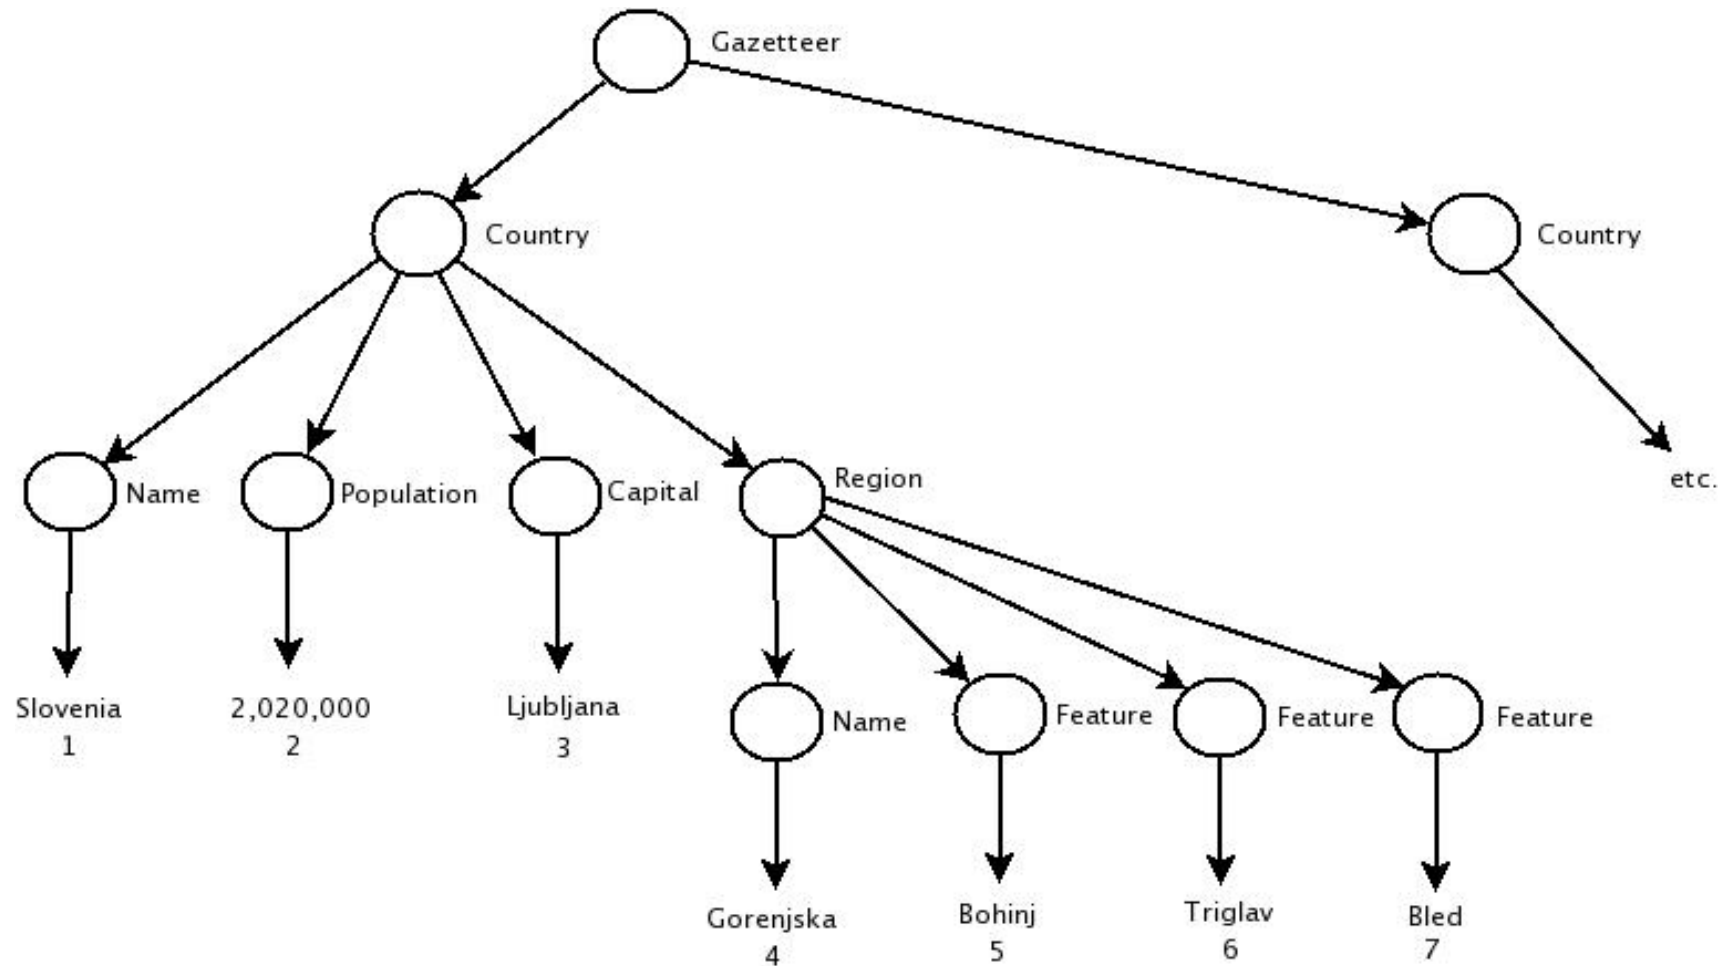 Gazetteer
Country
Country
Name
Population
Capital
Region
etc.
Slovenia
1
2,020,000
2
Ljubljana
3
Name
Feature
Feature
Feature
Gorenjska
4
Bohinj
5
Triglav
6
Bled
7